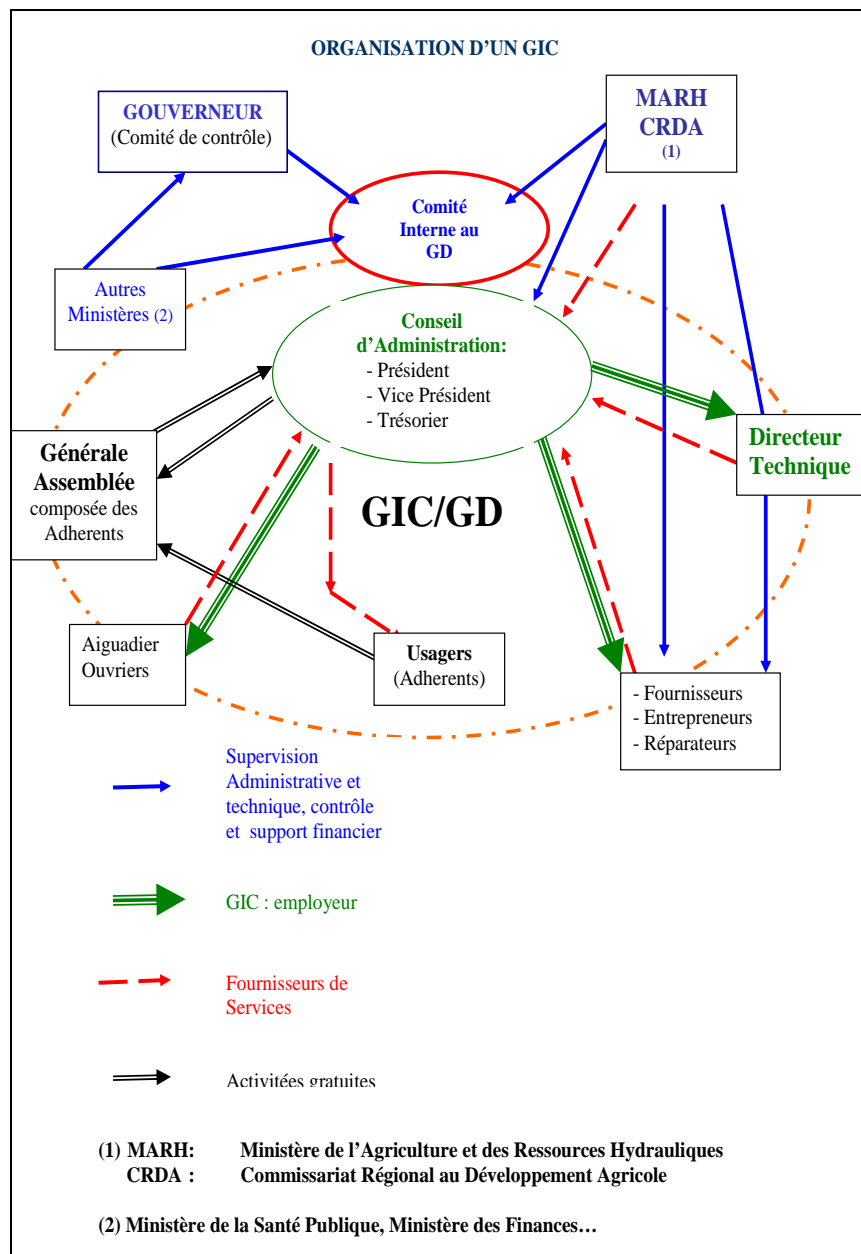 ORGANISATION D'UN GIC
GOUVERNEUR
(Comité de contrôle)
MARH
CRDA
(1)
Comité
Interne au
GD
Autres
Ministères (2)
Conseil
d'Administration:
- Président
- Vice Président
- Trésorier
Générale
Assemblée
composée des
Adherents
Directeur
Technique
GIC/GD
Aiguadier
Ouvriers
Usagers
(Adherents)
- Fournisseurs
- Entrepreneurs
- Réparateurs
Supervision
Administrative et
technique, contrôle
et support financier
GIC : employeur
Fournisseurs de
Services
Activitées gratuites
(1) MARH: Ministère de l'Agriculture et des Ressources Hydrauliques
CRDA : Commissariat Régional au Développement Agricole
(2) Ministère de la Santé Publique, Ministère des Finances…